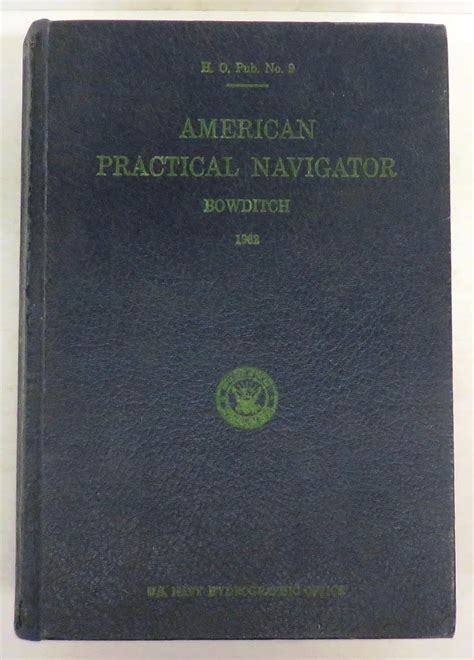 H. O. Pub. No. 9
AMERICAN
PRACTICAL NAVIGATOR
BOWDITCH
1962
U.S. NAVY HYDROGRAPHIC OFFICE